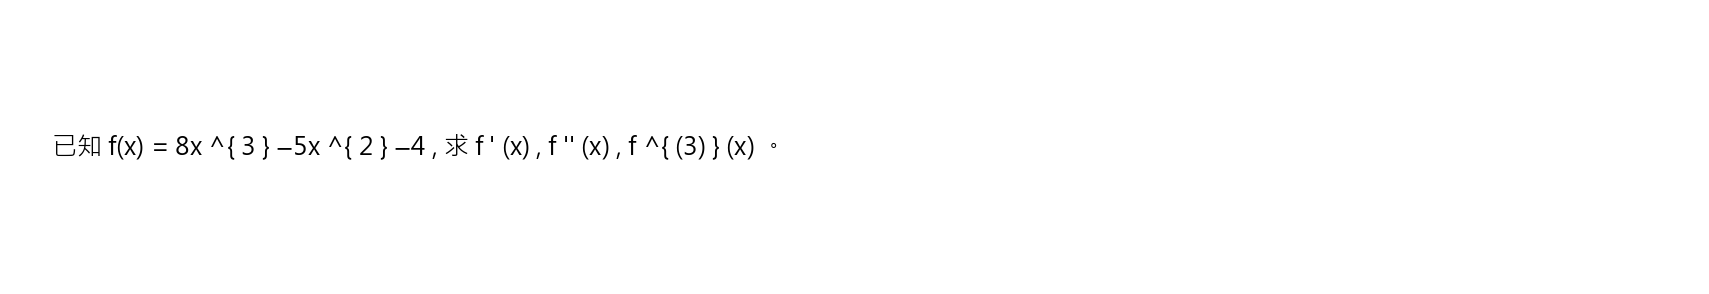 已知 f(x) = 8x ^{ 3 } –5x ^{ 2 } –4 , 求 f ' (x) , f '' (x) , f ^{ (3) } (x) 。